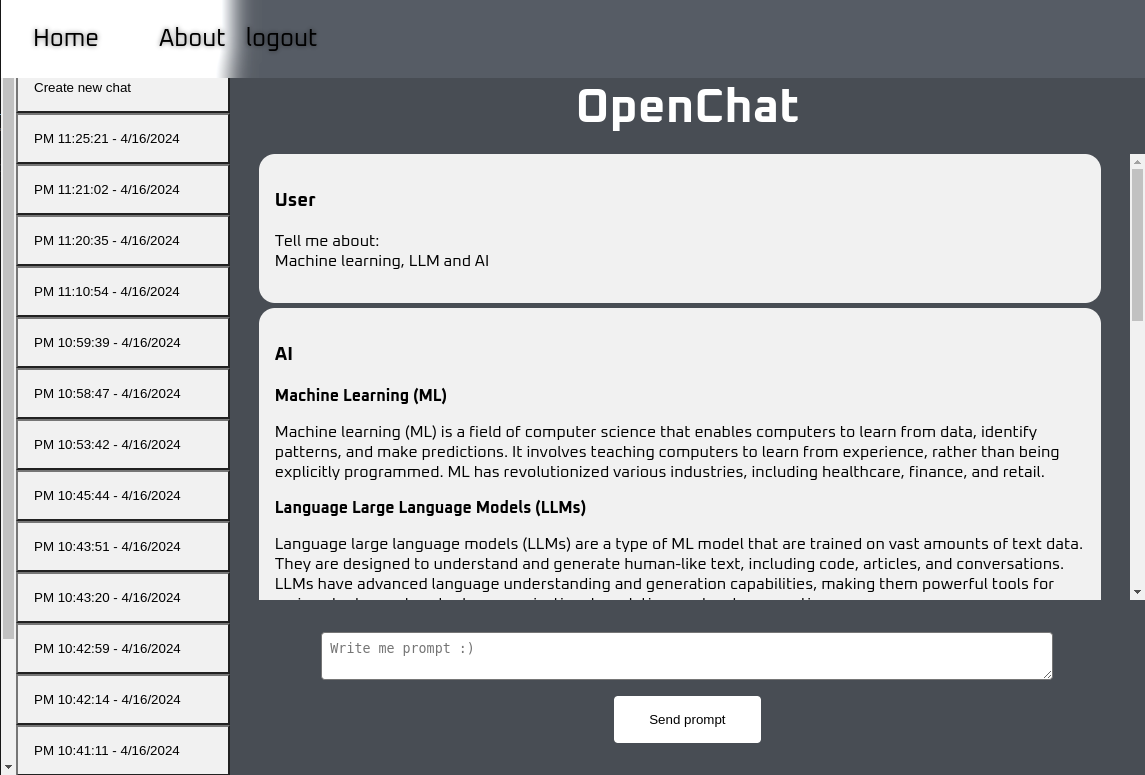 Home
About
logout
Create new chat
PM 11:25:21 - 4/16/2024
PM 11:21:02 - 4/16/2024
PM 11:20:35 - 4/16/2024
PM 11:10:54 - 4/16/2024
PM 10:59:39 - 4/16/2024
PM 10:58:47 - 4/16/2024
PM 10:53:42 - 4/16/2024
PM 10:45:44 - 4/16/2024
PM 10:43:51 - 4/16/2024
PM 10:43:20 - 4/16/2024
PM 10:42:59 - 4/16/2024
PM 10:42:14 - 4/16/2024
PM 10:41:11 - 4/16/2024
OpenChat
User
Tell me about:
Machine learning, LLM and AI
AI
Machine Learning (ML)
Machine learning (ML) is a field of computer science that enables computers to learn from data, identify
patterns, and make predictions. It involves teaching computers to learn from experience, rather than being
explicitly programmed. ML has revolutionized various industries, including healthcare, finance, and retail.
Language Large Language Models (LLMs)
Language large language models (LLMs) are a type of ML model that are trained on vast amounts of text data.
They are designed to understand and generate human-like text, including code, articles, and conversations.
LLMs have advanced language understanding and generation capabilities, making them powerful tools for
Write me prompt :)
Send prompt